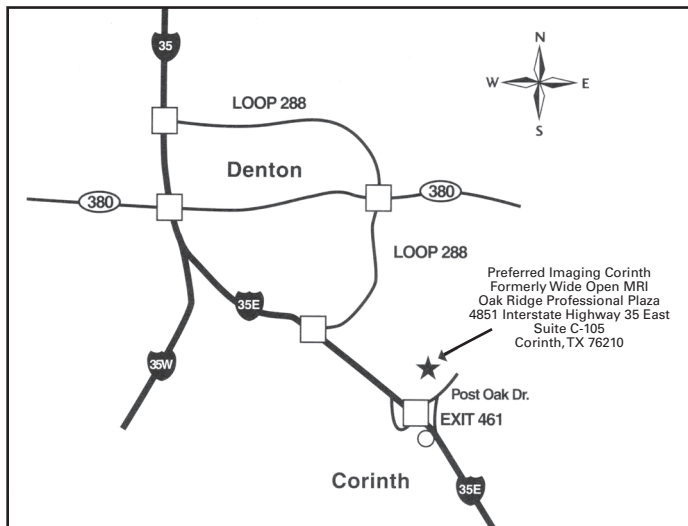 35
N
W E
S
LOOP 288
Denton
380
380
LOOP 288
35E
35W
Preferred Imaging Corinth
Formerly Wide Open MRI
Oak Ridge Professional Plaza
4851 Interstate Highway 35 East
Suite C-105
Corinth, TX 76210
Post Oak Dr.
EXIT 461
Corinth
35E